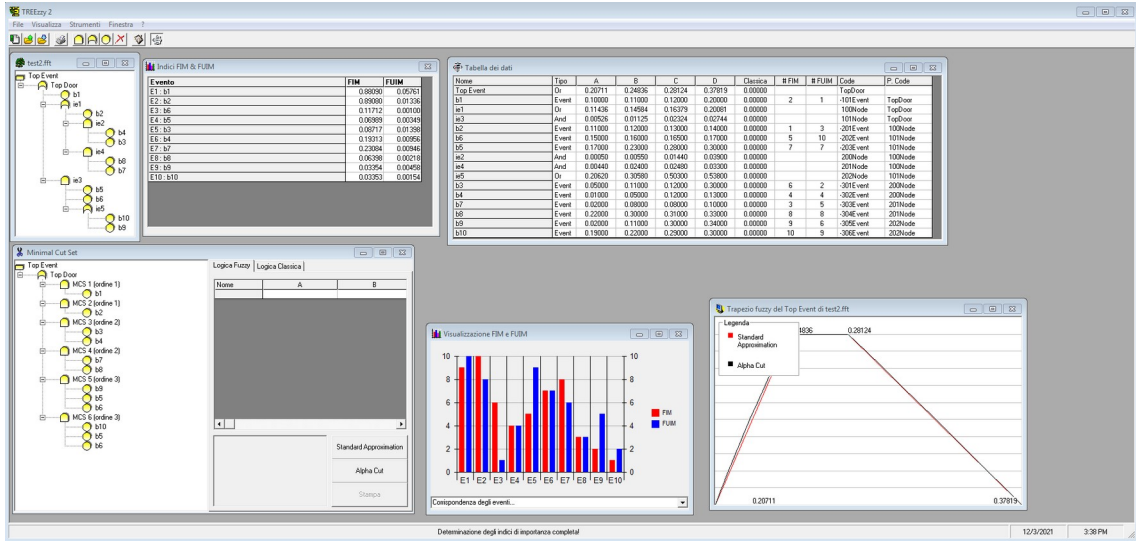 TREEzzy 2
File Visualizza Strumenti Finestra ?
test2.fft
Top Event
Top Door
ie1
b2
ie2
b4
b3
ie4
b8
b7
ie3
b5
b6
ie5
b10
b9
Indici FIM & FUIM
Evento FIM FUIM
E1 : b1 0.88090 0.05761
E2 : b2 0.89080 0.01336
E3 : b6 0.11712 0.00100
E4 : b5 0.06989 0.00349
E5 : b3 0.08717 0.01398
E6 : b4 0.19313 0.00956
E7 : b7 0.23084 0.00946
E8 : b8 0.06398 0.00218
E9 : b9 0.03354 0.00458
E10 : b10 0.03353 0.00154
Tabella dei dati
Nome Tipo A B C D Classica # FIM # FUIM Code P. Code
Top Event Or 0.20711 0.24836 0.28124 0.37819 0.00000 TopDoor
b1 Event 0.10000 0.11000 0.12000 0.20000 0.00000 2 1 -101Event TopDoor
ie1 Or 0.11436 0.14584 0.16379 0.20081 0.00000 100Node TopDoor
ie3 And 0.00526 0.01125 0.02324 0.02744 0.00000 101Node TopDoor
b2 Event 0.11000 0.12000 0.13000 0.14000 0.00000 1 3 -201Event 100Node
b6 Event 0.15000 0.16000 0.16500 0.17000 0.00000 5 10 -202Event 101Node
b5 Event 0.17000 0.23000 0.28000 0.30000 0.00000 7 7 -203Event 101Node
ie2 And 0.00050 0.00550 0.01440 0.03900 0.00000 200Node 100Node
ie4 And 0.00440 0.02400 0.02480 0.03300 0.00000 201Node 100Node
ie5 Or 0.20620 0.30580 0.50300 0.53800 0.00000 202Node 101Node
b3 Event 0.05000 0.11000 0.12000 0.30000 0.00000 6 2 -301Event 200Node
b4 Event 0.01000 0.05000 0.12000 0.13000 0.00000 4 4 -302Event 200Node
b7 Event 0.02000 0.08000 0.08000 0.10000 0.00000 3 5 -303Event 201Node
b8 Event 0.22000 0.30000 0.31000 0.33000 0.00000 8 8 -304Event 201Node
b9 Event 0.02000 0.11000 0.30000 0.34000 0.00000 9 6 -305Event 202Node
b10 Event 0.19000 0.22000 0.29000 0.30000 0.00000 10 9 -306Event 202Node
Minimal Cut Set
Top Event
Top Door
MCS 1 (ordine 1)
b1
MCS 2 (ordine 1)
b2
MCS 3 (ordine 2)
b3
b4
MCS 4 (ordine 2)
b7
b8
MCS 5 (ordine 3)
b9
b5
b6
MCS 6 (ordine 3)
b10
b5
b6
Logica Fuzzy Logica Classica
Nome A B
Standard Approximation
Alpha Cut
Stampa
Visualizzazione FIM e FUIM
10 10
8 8
6 6
4 4
2 2
0 0
E1 E2 E3 E4 E5 E6 E7 E8 E9 E10
FIM
FUIM
Corrispondenza degli eventi...
Trapezio fuzzy del Top Event di test2.fft
Legenda
Standard
Approximation
Alpha Cut
4836 0.28124
0.20711 0.37819
Determinazione degli indici di importanza completa! 12/3/2021 3:38 PM